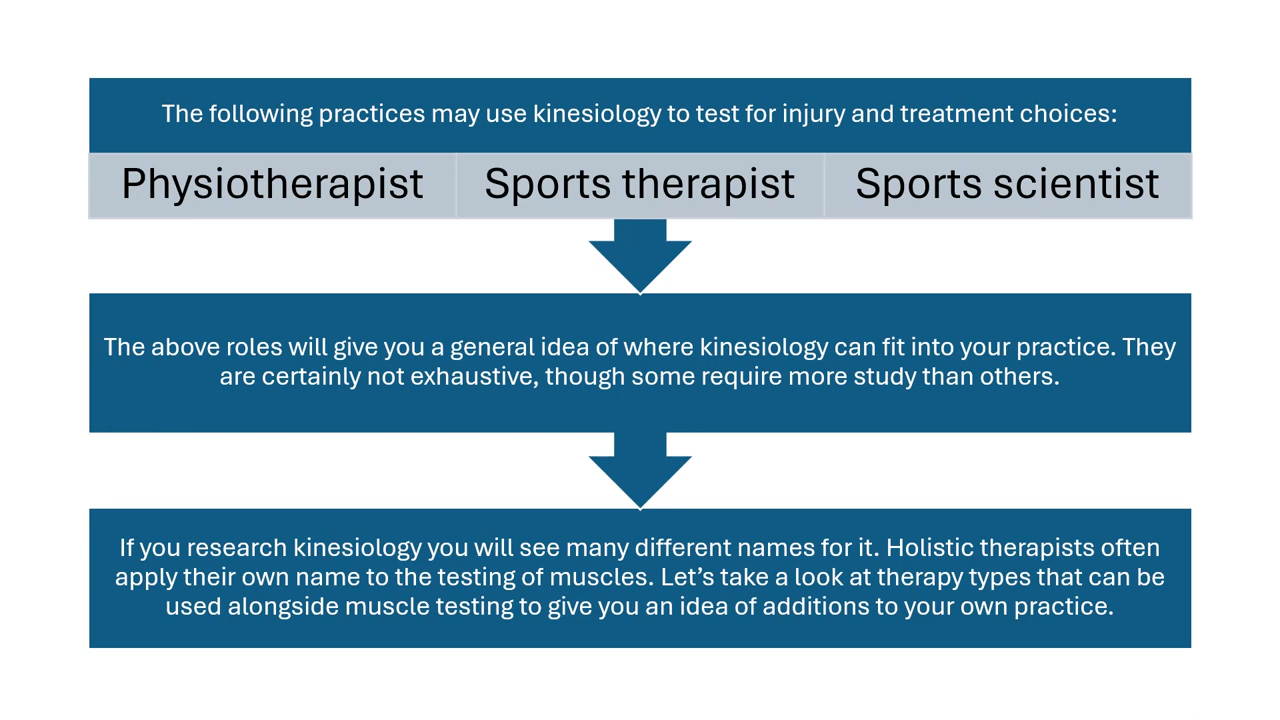 The following practices may use kinesiology to test for injury and treatment choices:
Physiotherapist
Sports therapist
Sports scientist
The above roles will give you a general idea of where kinesiology can fit into your practice. They
are certainly not exhaustive, though some require more study than others.
If you research kinesiology you will see many different names for it. Holistic therapists often
apply their own name to the testing of muscles. Let’s take a look at therapy types that can be
used alongside muscle testing to give you an idea of additions to your own practice.